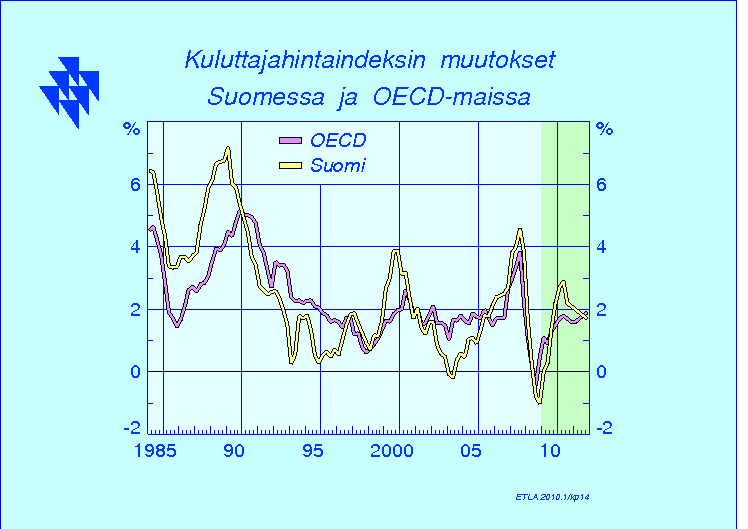 Kuluttajahintaindeksin muutokset
Suomessa ja OECD-maissa
% %
OECD
Suomi
6 6
4 4
2 2
0 0
-2 -2
1985 90 95 2000 05 10
ETLA 2010.1/kp14